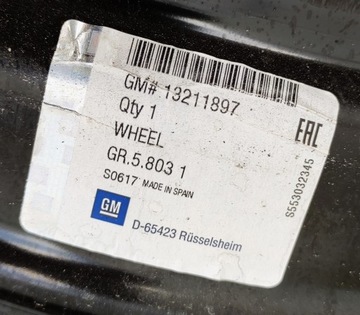 GM# 13211897
Qty 1
WHEEL
GR.5.803 1
S0617 MADE IN SPAIN
GM
D-65423 Rüsselsheim
EAC
S553032345